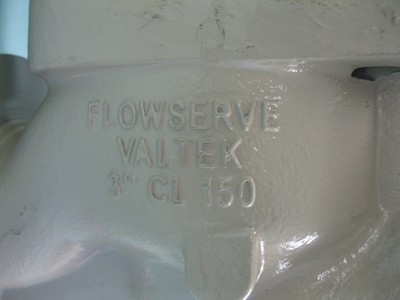 FLOWSERVE
VALTEK
3" CL 150